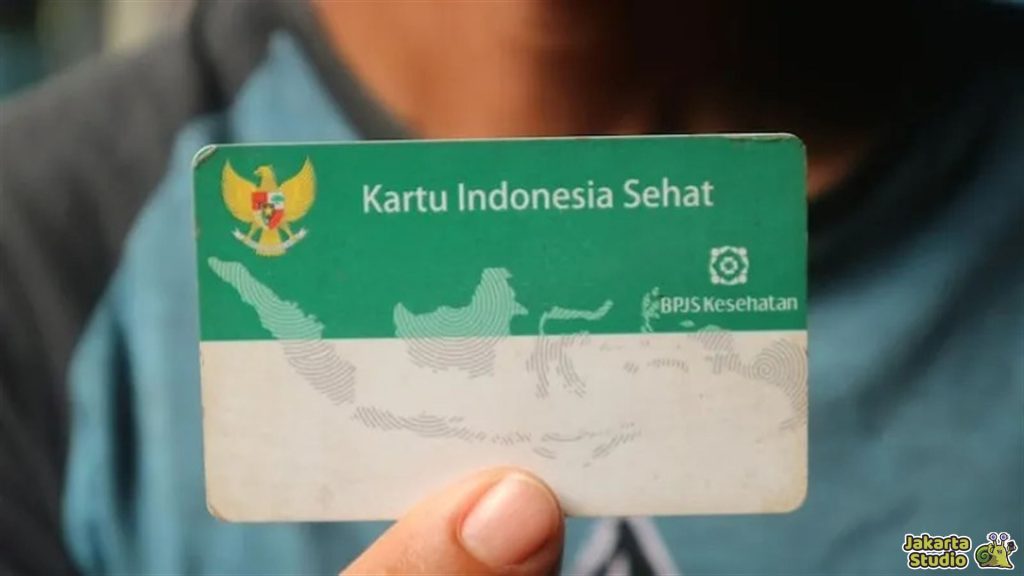 Kartu Indonesia Sehat
BPJS Kesehatan
Jakarta
Studio